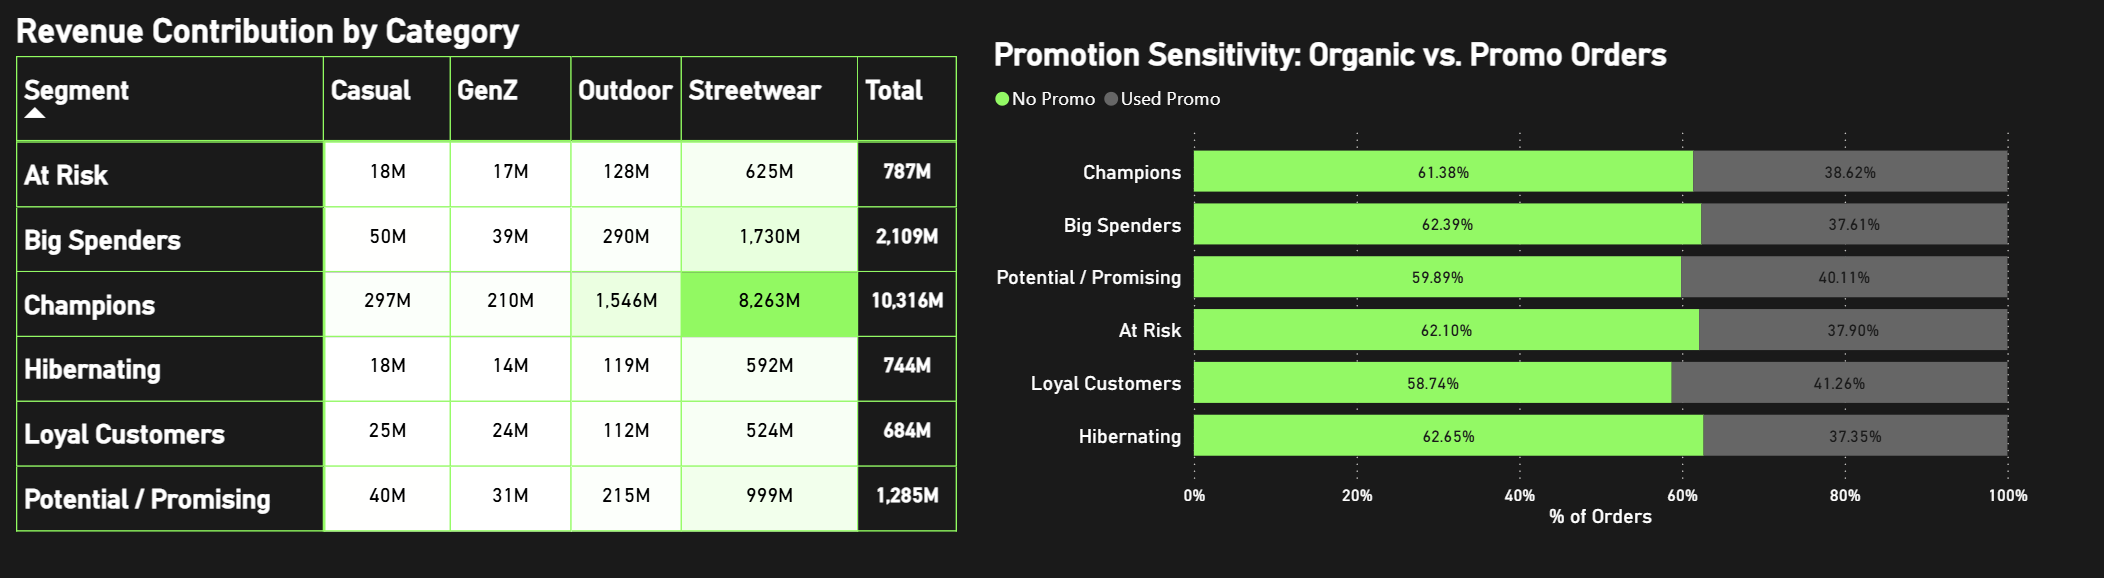 Revenue Contribution by Category
Segment Casual GenZ Outdoor Streetwear Total
At Risk 18M 17M 128M 625M 787M
Big Spenders 50M 39M 290M 1,730M 2,109M
Champions 297M 210M 1,546M 8,263M 10,316M
Hibernating 18M 14M 119M 592M 744M
Loyal Customers 25M 24M 112M 524M 684M
Potential / Promising 40M 31M 215M 999M 1,285M
Promotion Sensitivity: Organic vs. Promo Orders
No Promo Used Promo
Champions 61.38% 38.62%
Big Spenders 62.39% 37.61%
Potential / Promising 59.89% 40.11%
At Risk 62.10% 37.90%
Loyal Customers 58.74% 41.26%
Hibernating 62.65% 37.35%
0% 20% 40% 60% 80% 100%
% of Orders